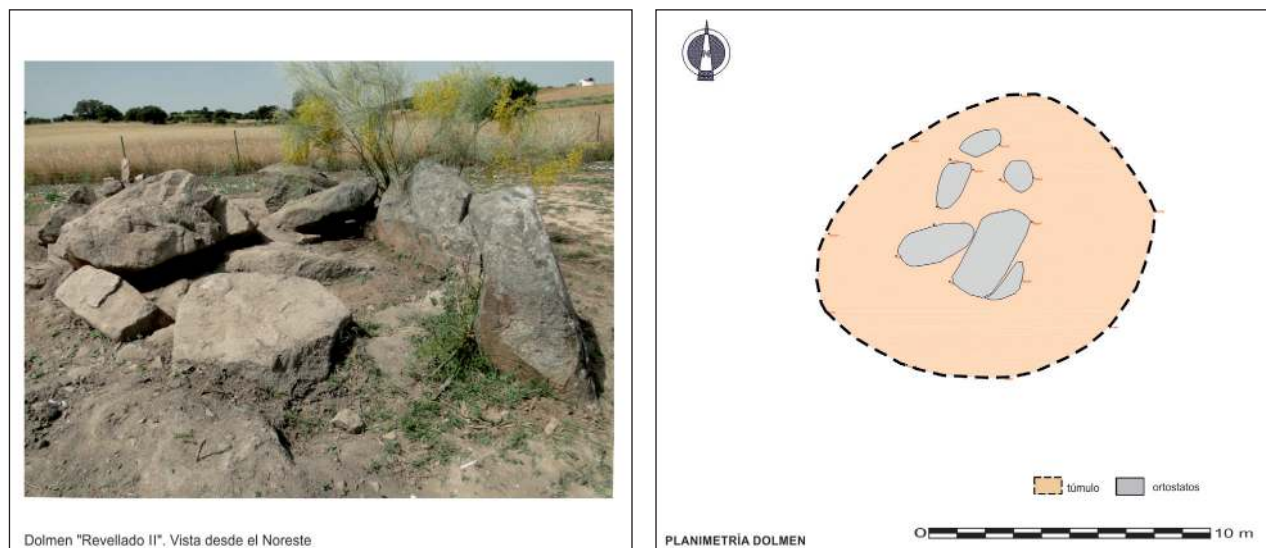 Dolmen "Revellado II". Vista desde el Noreste
túmulo
ortostatos
PLANIMETRÍA DOLMEN
0 10 m